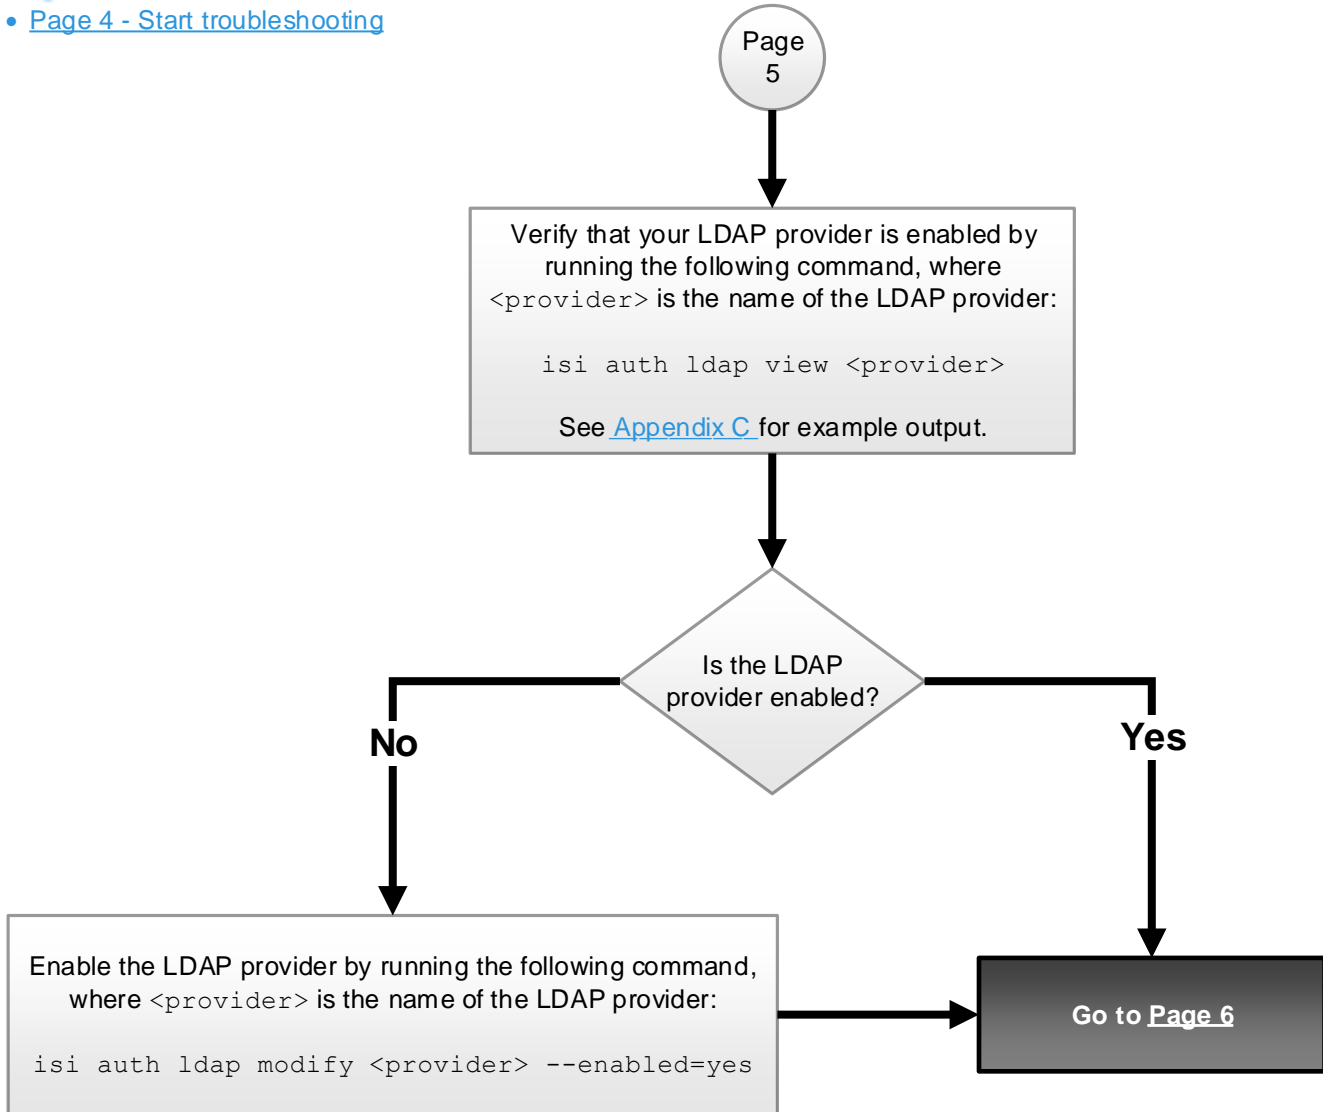 • Page 4 - Start troubleshooting
Page
5
Verify that your LDAP provider is enabled by
running the following command, where
<provider> is the name of the LDAP provider:
isi auth ldap view <provider>
See Appendix C for example output.
Is the LDAP
provider enabled?
No
Yes
Enable the LDAP provider by running the following command,
where <provider> is the name of the LDAP provider:
isi auth ldap modify <provider> --enabled=yes
Go to Page 6